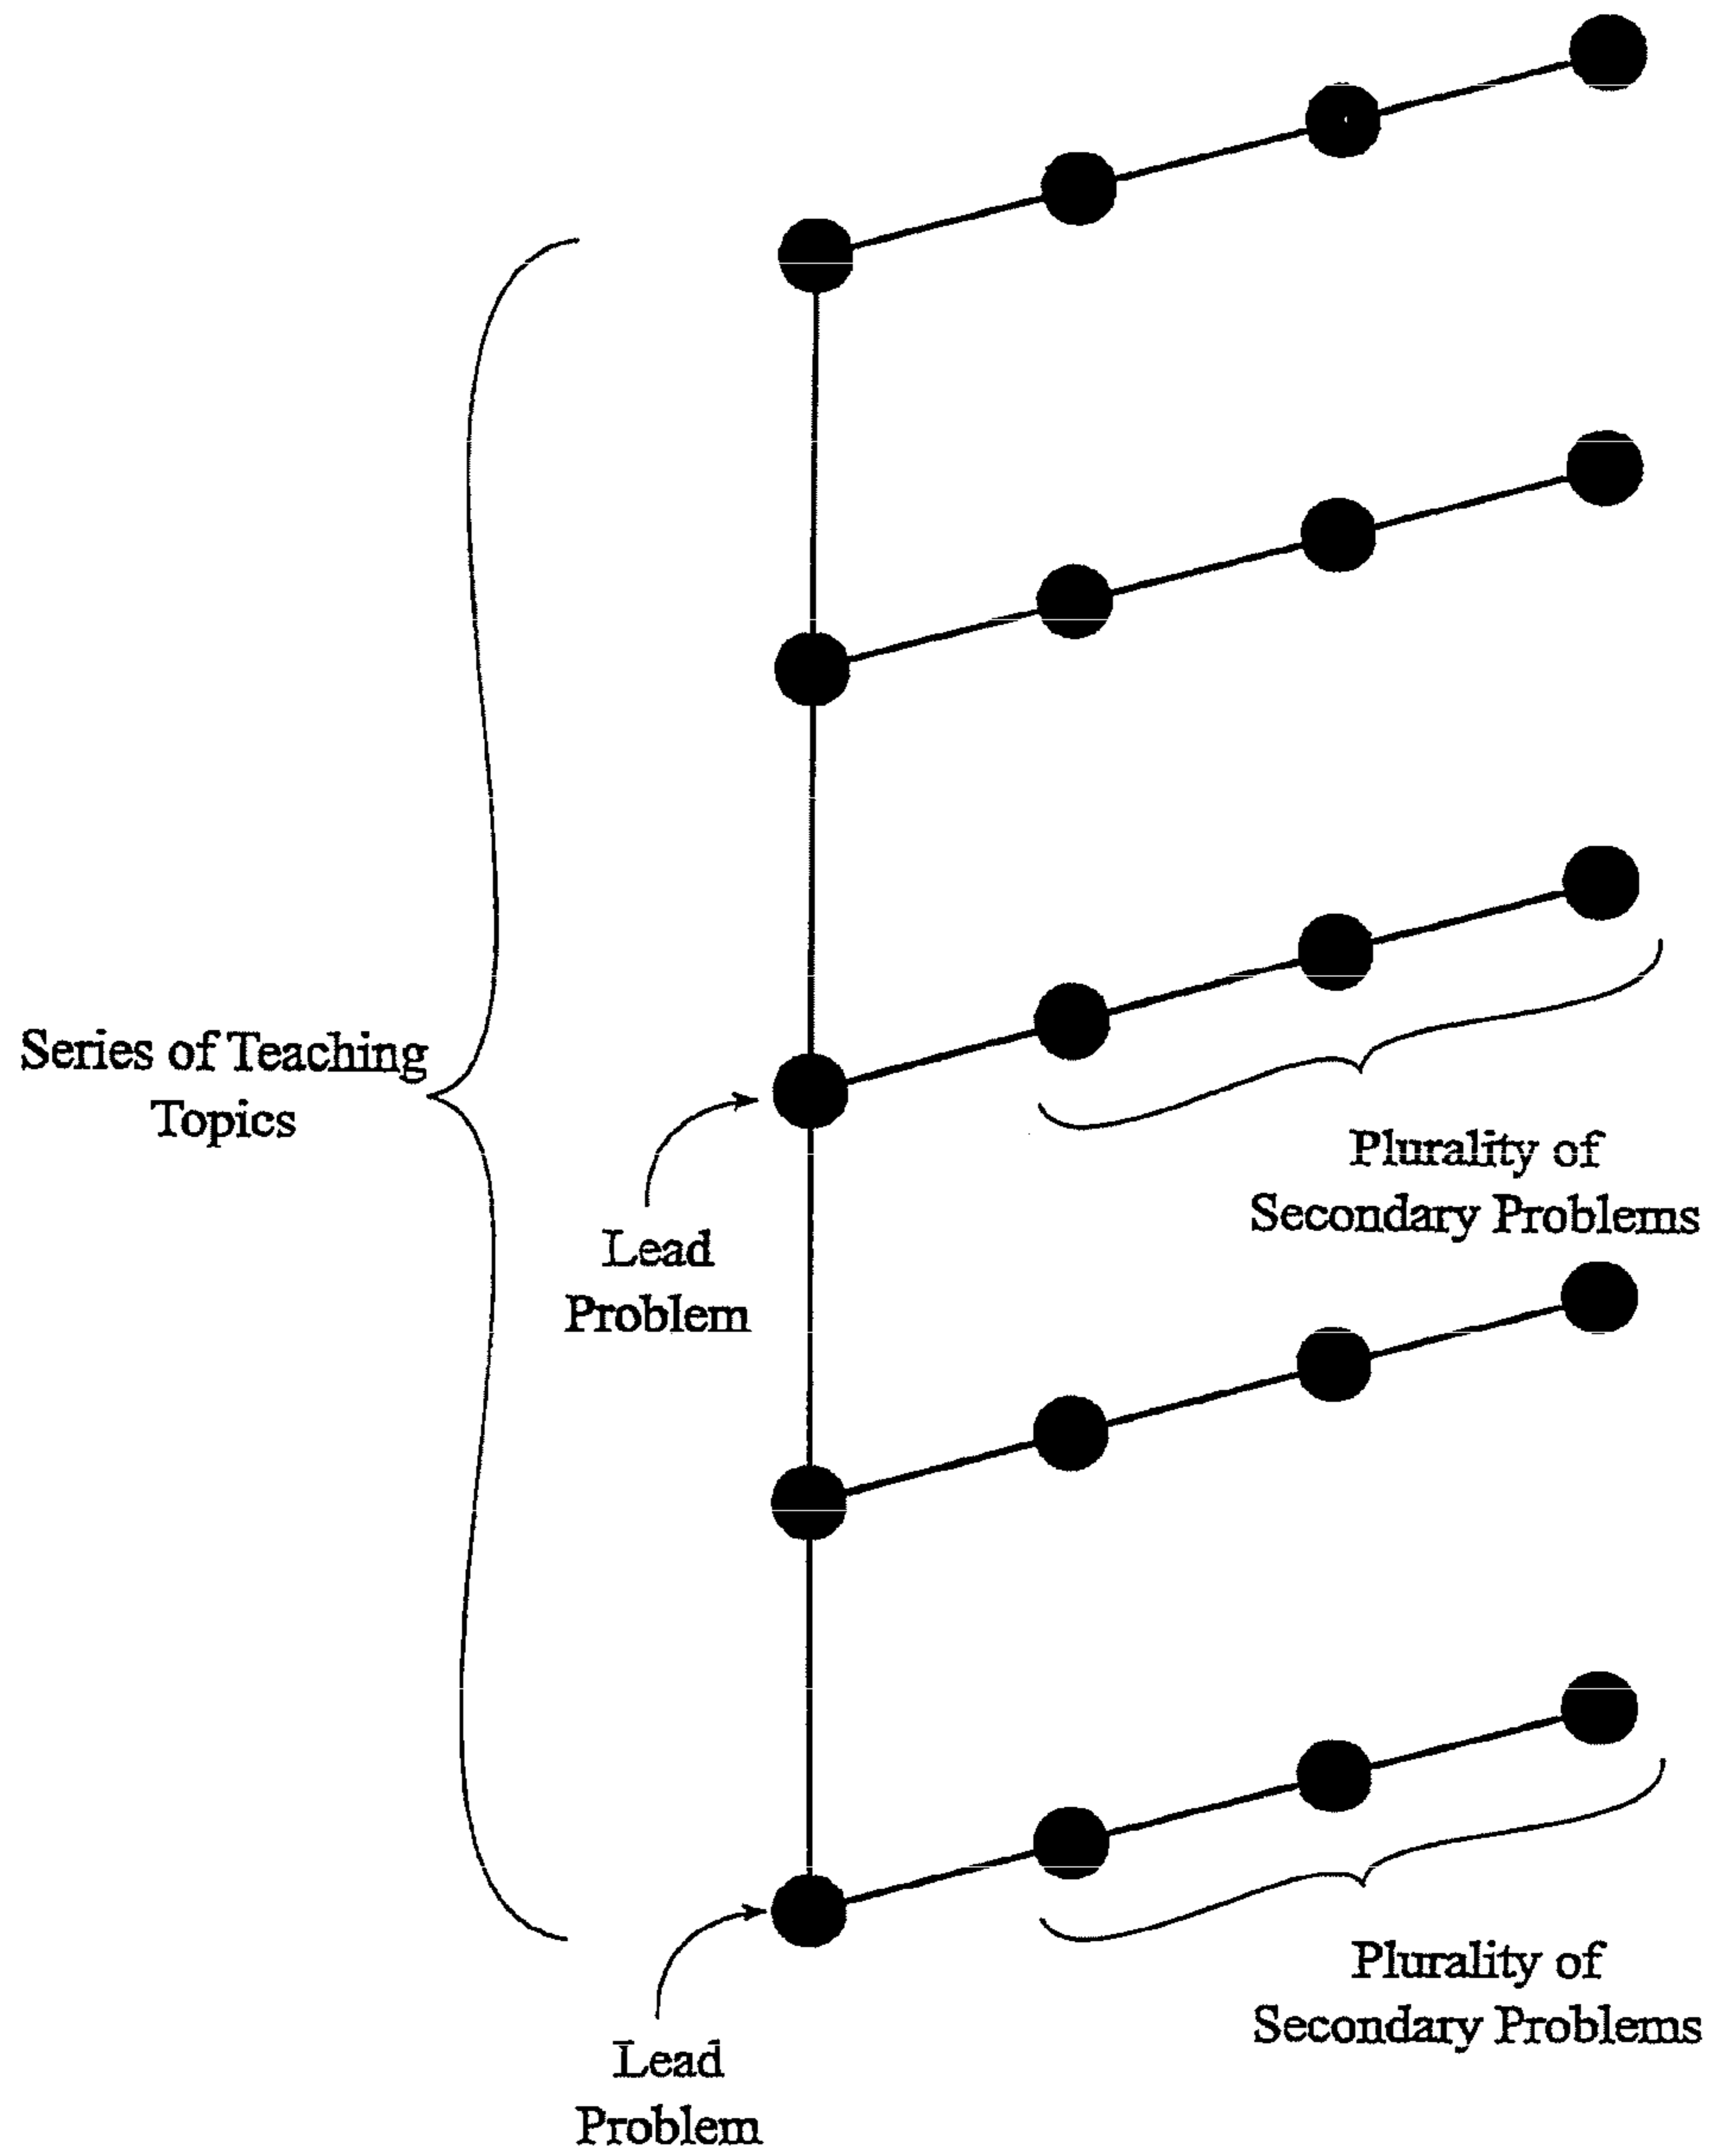 Series of Teaching
Topics
Plurality of
Secondary Problems
Lead
Problem
Plurality of
Secondary Problems
Lead
Problem